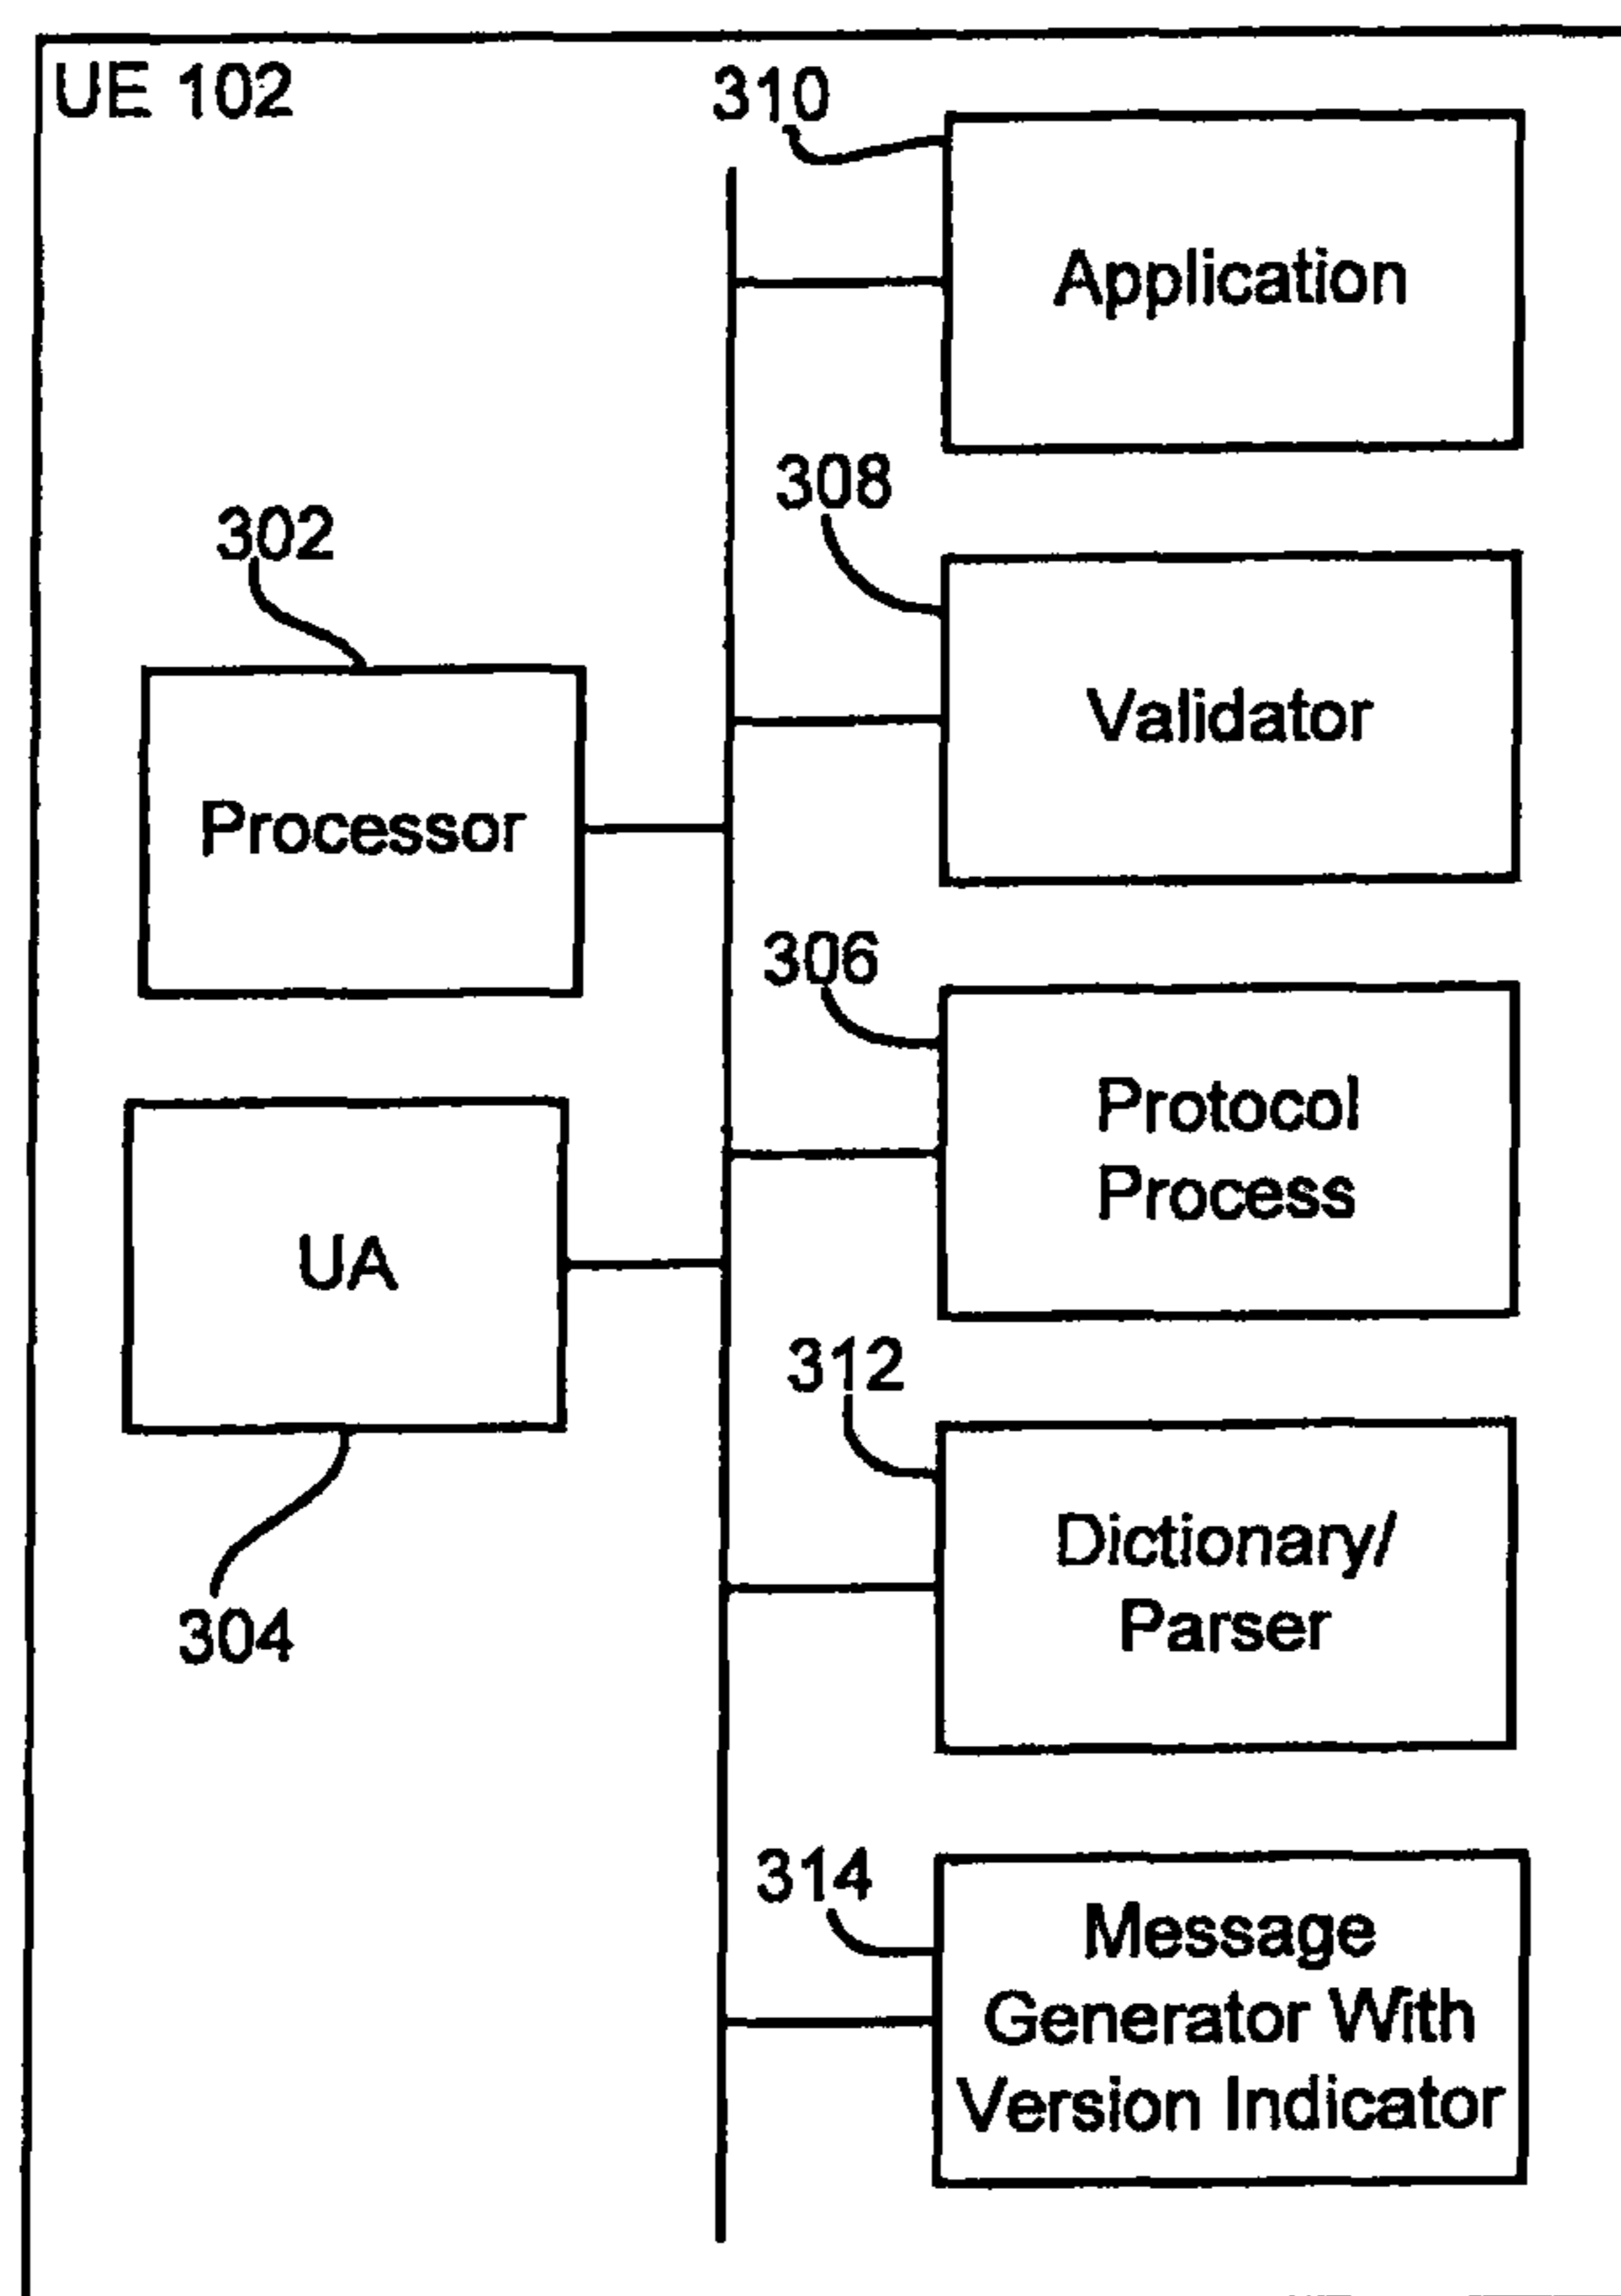 UE 102
310
Application
308
Validator
302
Processor
306
Protocol
Process
UA
304
312
Dictionary/
Parser
314
Message
Generator With
Version Indicator